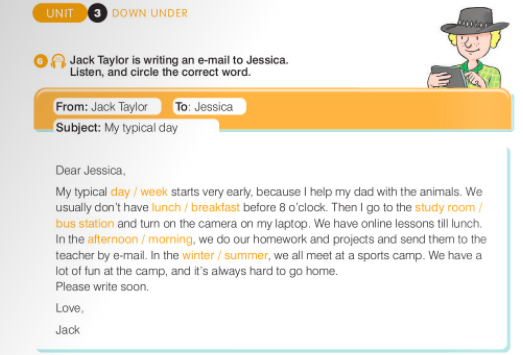 UNIT 3 DOWN UNDER
6 Jack Taylor is writing an e-mail to Jessica.
Listen, and circle the correct word.
From: Jack Taylor To: Jessica
Subject: My typical day
Dear Jessica,
My typical day / week starts very early, because I help my dad with the animals. We
usually don't have lunch / breakfast before 8 o'clock. Then I go to the study room /
bus station and turn on the camera on my laptop. We have online lessons till lunch.
In the afternoon / morning, we do our homework and projects and send them to the
teacher by e-mail. In the winter / summer, we all meet at a sports camp. We have a
lot of fun at the camp, and it's always hard to go home.
Please write soon.
Love,
Jack